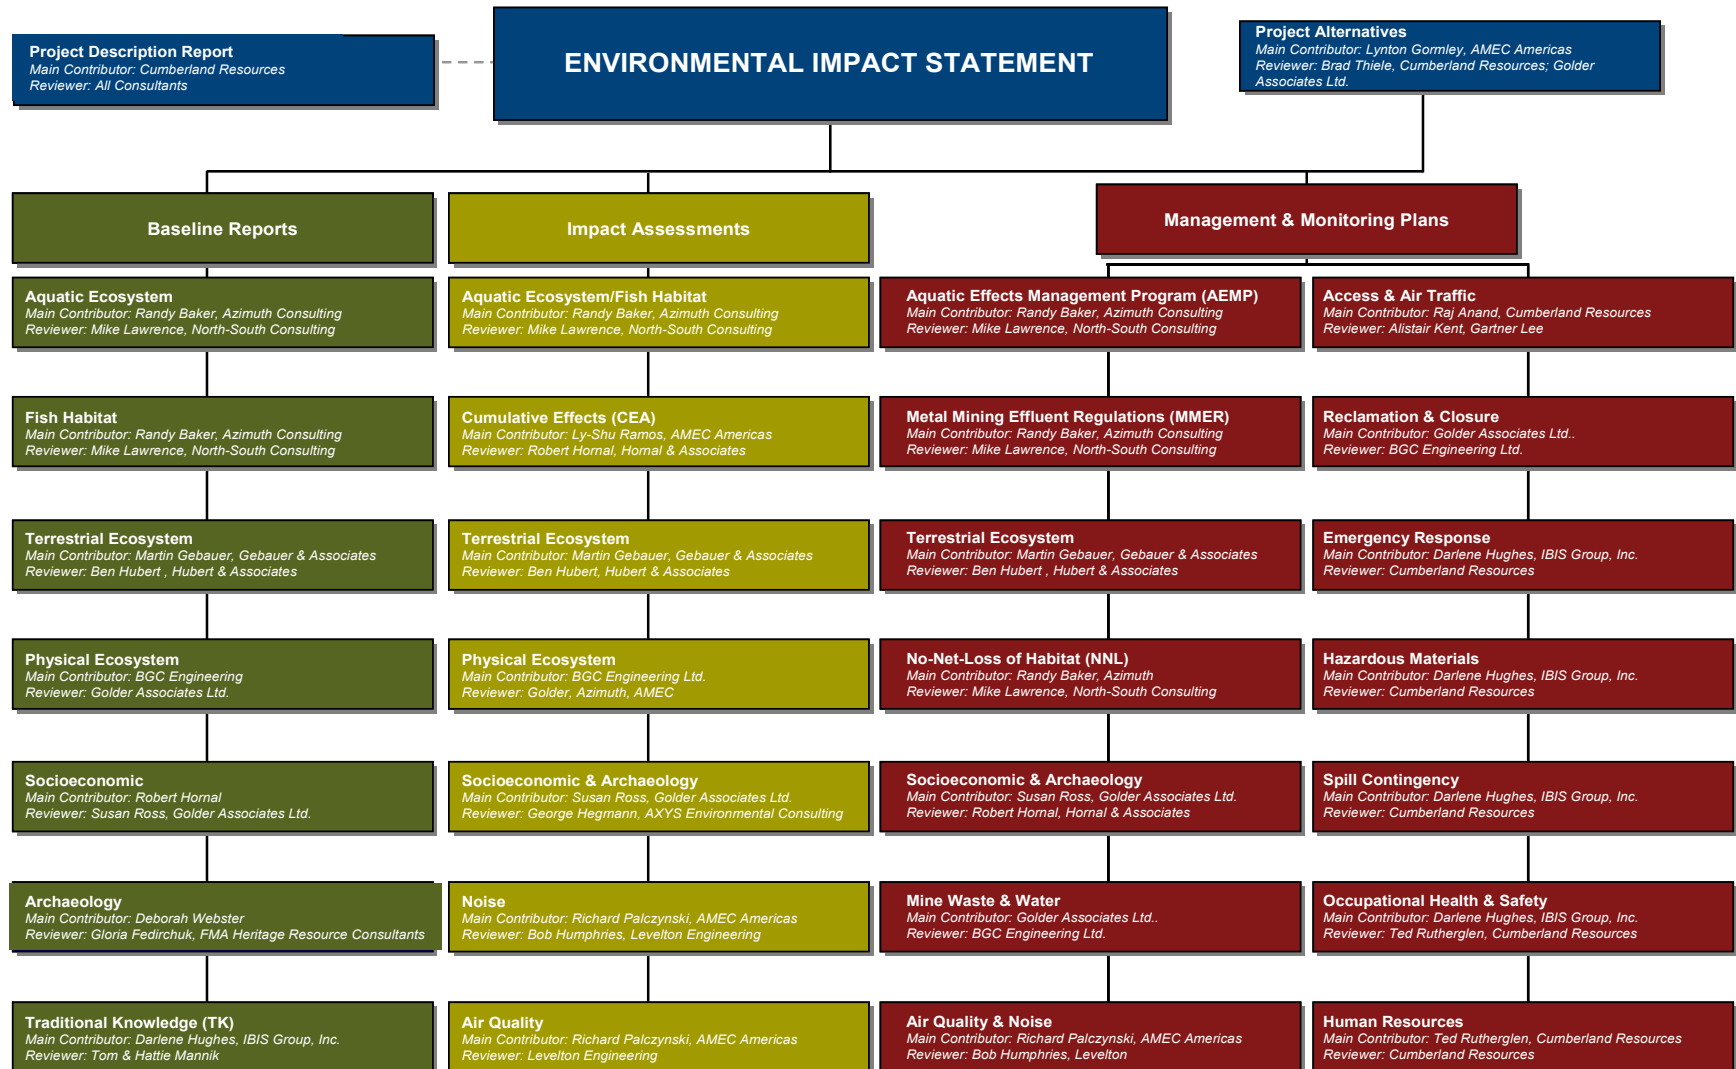 Project Description Report
Main Contributor: Cumberland Resources
Reviewer: All Consultants
ENVIRONMENTAL IMPACT STATEMENT
Project Alternatives
Main Contributor: Lynton Gormley, AMEC Americas
Reviewer: Brad Thiele, Cumberland Resources; Golder
Associates Ltd.
Baseline Reports
Aquatic Ecosystem
Main Contributor: Randy Baker, Azimuth Consulting
Reviewer: Mike Lawrence, North-South Consulting
Fish Habitat
Main Contributor: Randy Baker, Azimuth Consulting
Reviewer: Mike Lawrence, North-South Consulting
Terrestrial Ecosystem
Main Contributor: Martin Gebauer, Gebauer & Associates
Reviewer: Ben Hubert , Hubert & Associates
Physical Ecosystem
Main Contributor: BGC Engineering
Reviewer: Golder Associates Ltd.
Socioeconomic
Main Contributor: Robert Hornal
Reviewer: Susan Ross, Golder Associates Ltd.
Archaeology
Main Contributor: Deborah Webster
Reviewer: Gloria Fedirchuk, FMA Heritage Resource Consultants
Traditional Knowledge (TK)
Main Contributor: Darlene Hughes, IBIS Group, Inc.
Reviewer: Tom & Hattie Mannik
Impact Assessments
Aquatic Ecosystem/Fish Habitat
Main Contributor: Randy Baker, Azimuth Consulting
Reviewer: Mike Lawrence, North-South Consulting
Cumulative Effects (CEA)
Main Contributor: Ly-Shu Ramos, AMEC Americas
Reviewer: Robert Hornal, Hornal & Associates
Terrestrial Ecosystem
Main Contributor: Martin Gebauer, Gebauer & Associates
Reviewer: Ben Hubert, Hubert & Associates
Physical Ecosystem
Main Contributor: BGC Engineering Ltd.
Reviewer: Golder, Azimuth, AMEC
Socioeconomic & Archaeology
Main Contributor: Susan Ross, Golder Associates Ltd.
Reviewer: George Hegmann, AXYS Environmental Consulting
Noise
Main Contributor: Richard Palczynski, AMEC Americas
Reviewer: Bob Humphries, Levelton Engineering
Air Quality
Main Contributor: Richard Palczynski, AMEC Americas
Reviewer: Levelton Engineering
Management & Monitoring Plans
Aquatic Effects Management Program (AEMP)
Main Contributor: Randy Baker, Azimuth Consulting
Reviewer: Mike Lawrence, North-South Consulting
Metal Mining Effluent Regulations (MMER)
Main Contributor: Randy Baker, Azimuth Consulting
Reviewer: Mike Lawrence, North-South Consulting
Terrestrial Ecosystem
Main Contributor: Martin Gebauer, Gebauer & Associates
Reviewer: Ben Hubert , Hubert & Associates
No-Net-Loss of Habitat (NNL)
Main Contributor: Randy Baker, Azimuth
Reviewer: Mike Lawrence, North-South Consulting
Socioeconomic & Archaeology
Main Contributor: Susan Ross, Golder Associates Ltd.
Reviewer: Robert Hornal, Hornal & Associates
Mine Waste & Water
Main Contributor: Golder Associates Ltd..
Reviewer: BGC Engineering Ltd.
Air Quality & Noise
Main Contributor: Richard Palczynski, AMEC Americas
Reviewer: Bob Humphries, Levelton
Access & Air Traffic
Main Contributor: Raj Anand, Cumberland Resources
Reviewer: Alistair Kent, Gartner Lee
Reclamation & Closure
Main Contributor: Golder Associates Ltd..
Reviewer: BGC Engineering Ltd.
Emergency Response
Main Contributor: Darlene Hughes, IBIS Group, Inc.
Reviewer: Cumberland Resources
Hazardous Materials
Main Contributor: Darlene Hughes, IBIS Group, Inc.
Reviewer: Cumberland Resources
Spill Contingency
Main Contributor: Darlene Hughes, IBIS Group, Inc.
Reviewer: Cumberland Resources
Occupational Health & Safety
Main Contributor: Darlene Hughes, IBIS Group, Inc.
Reviewer: Ted Rutherglen, Cumberland Resources
Human Resources
Main Contributor: Ted Rutherglen, Cumberland Resources
Reviewer: Cumberland Resources